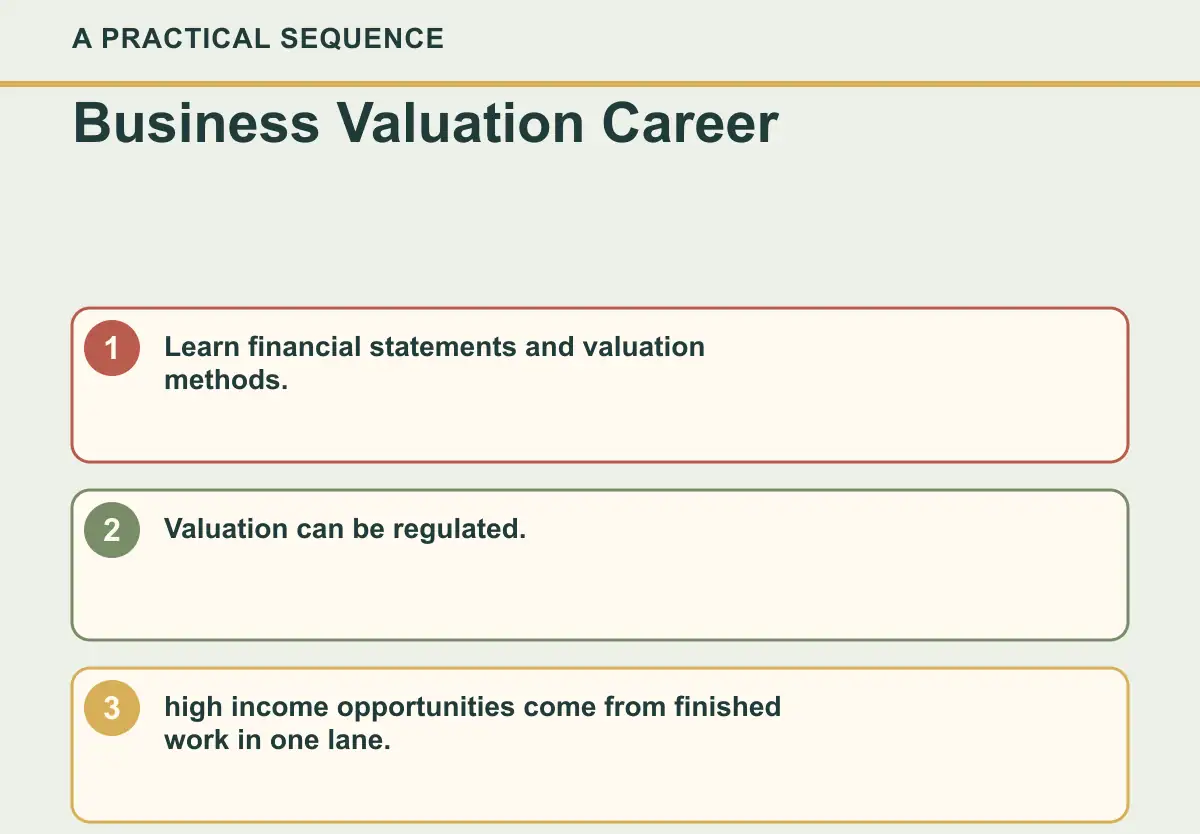 A PRACTICAL SEQUENCE
Business Valuation Career
1
Learn financial statements and valuation
methods.
2
Valuation can be regulated.
3
high income opportunities come from finished
work in one lane.